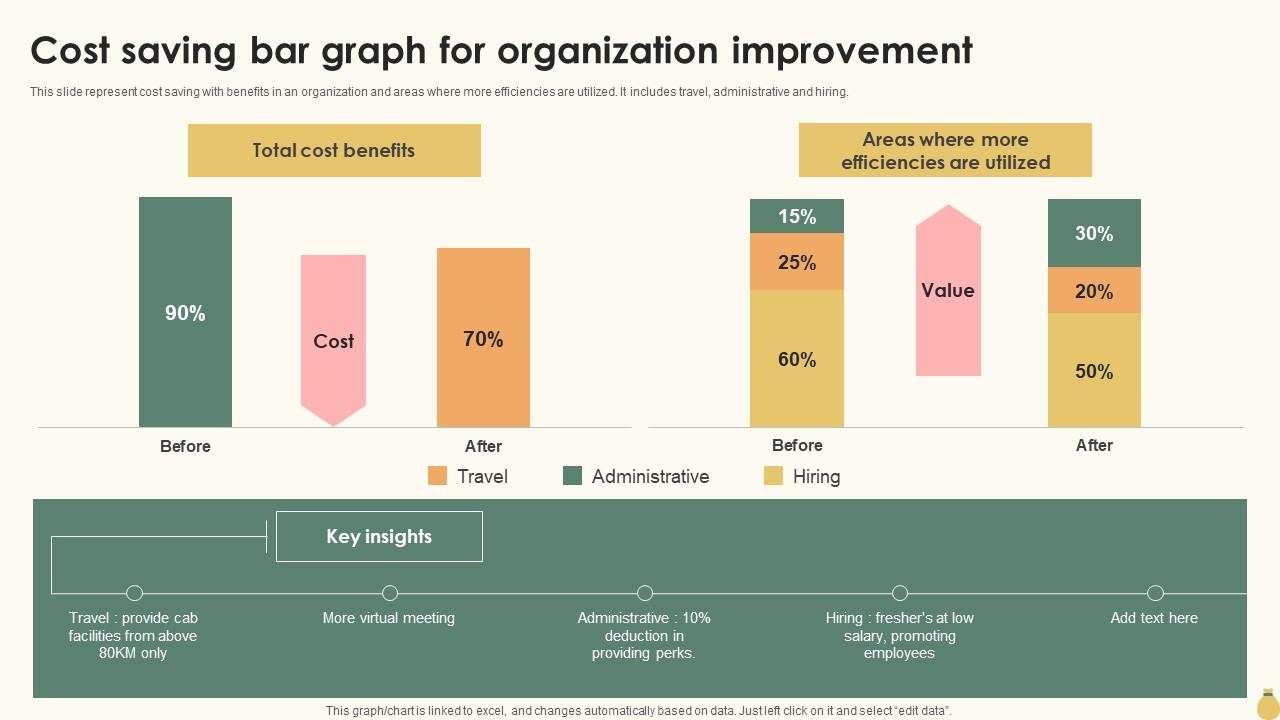 Cost saving bar graph for organization improvement
This slide represent cost saving with benefits in an organization and areas where more efficiencies are utilized. It includes travel, administrative and hiring.
Total cost benefits
Areas where more
efficiencies are utilized
90%
Cost
70%
Before
After
15%
25%
60%
Value
30%
20%
50%
Before
After
Travel
Administrative
Hiring
Key insights
Travel : provide cab
facilities from above
80KM only
More virtual meeting
Administrative : 10%
deduction in
providing perks.
Hiring : fresher's at low
salary, promoting
employees
Add text here
This graph/chart is linked to excel, and changes automatically based on data. Just left click on it and select “edit data”.